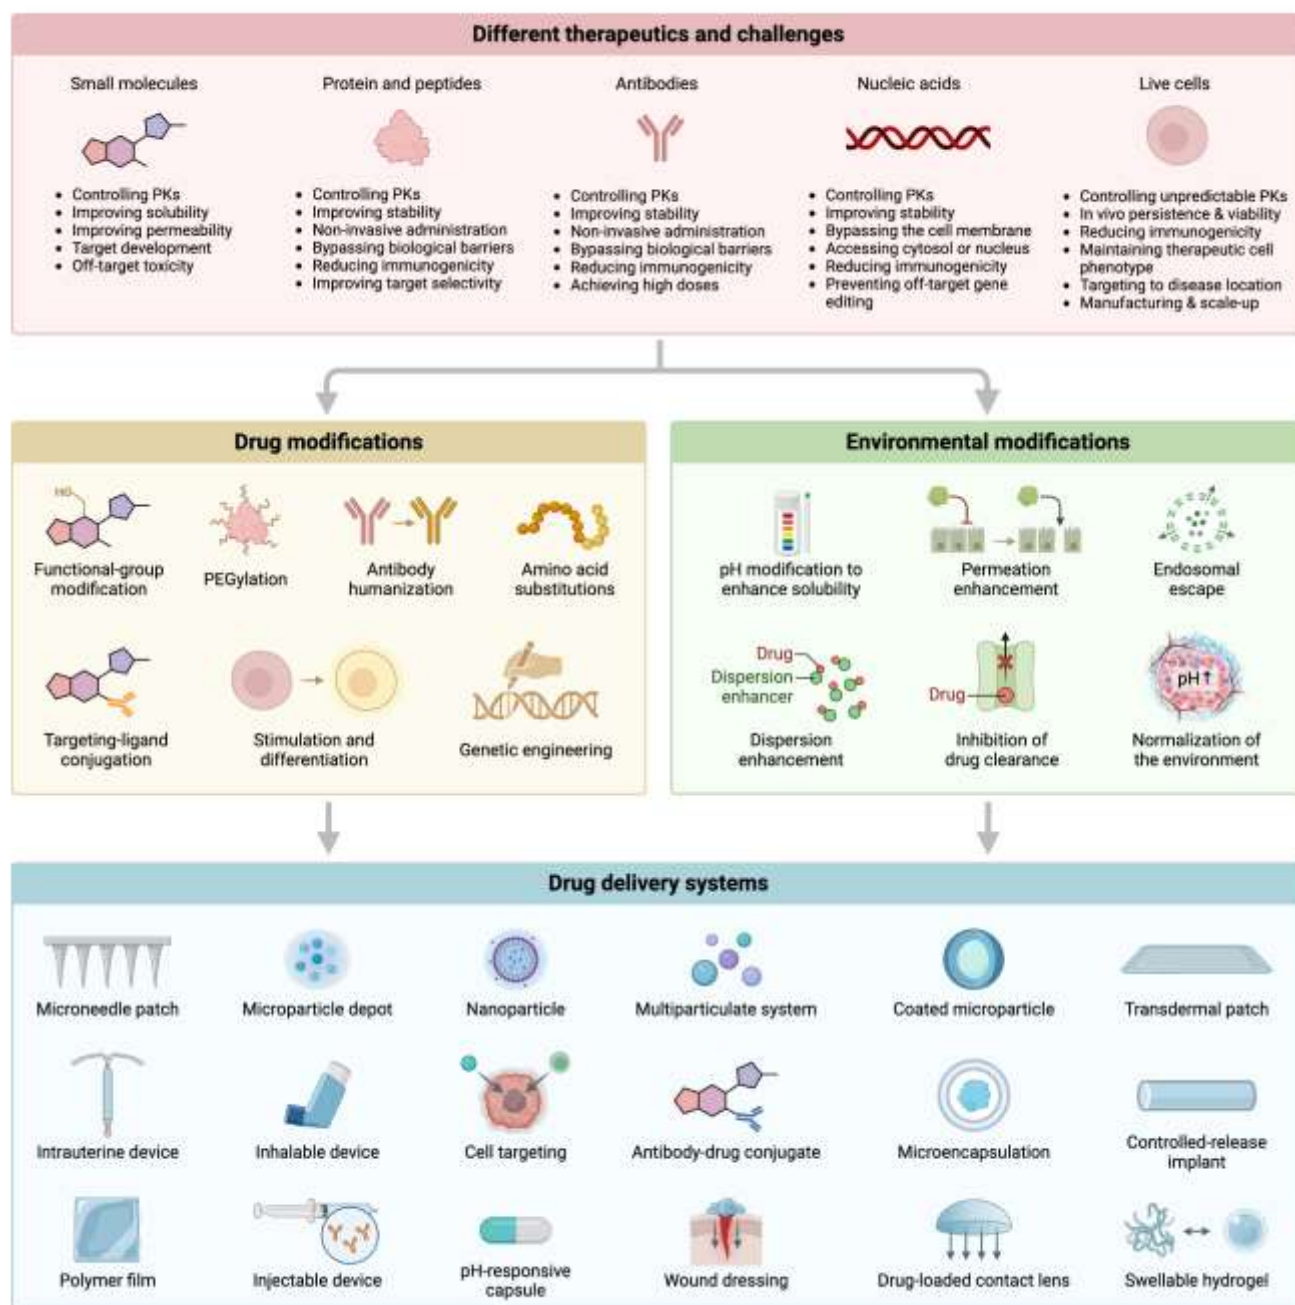 Different therapeutics and challenges
Small molecules
Controlling PKs
Improving solubility
Improving permeability
Target development
Off-target toxicity
Protein and peptides
Controlling PKs
Improving stability
Non-invasive administration
Bypassing biological barriers
Reducing immunogenicity
Improving target selectivity
Antibodies
Controlling PKs
Improving stability
Non-invasive administration
Bypassing biological barriers
Reducing immunogenicity
Achieving high doses
Nucleic acids
Controlling PKs
Improving stability
Bypassing the cell membrane
Accessing cytosol or nucleus
Reducing immunogenicity
Preventing off-target gene
editing
Live cells
Controlling unpredictable PKs
In vivo persistence & viability
Reducing immunogenicity
Maintaining therapeutic cell
phenotype
Targeting to disease location
Manufacturing & scale-up
Drug modifications
HO
Functional-group
modification
PEGylation
Antibody
humanization
Amino acid
substitutions
Targeting-ligand
conjugation
Stimulation and
differentiation
Genetic engineering
Environmental modifications
pH modification to
enhance solubility
Permeation
enhancement
Endosomal
escape
Drug
Dispersion
enhancer
Dispersion
enhancement
Drug
Inhibition of
drug clearance
pH↑
Normalization of
the environment
Drug delivery systems
Microneedle patch
Microparticle depot
Nanoparticle
Multiparticulate system
Coated microparticle
Transdermal patch
Intrauterine device
Inhalable device
Cell targeting
Antibody-drug conjugate
Microencapsulation
Controlled-release
implant
Polymer film
Injectable device
pH-responsive
capsule
Wound dressing
Drug-loaded contact lens
Swellable hydrogel